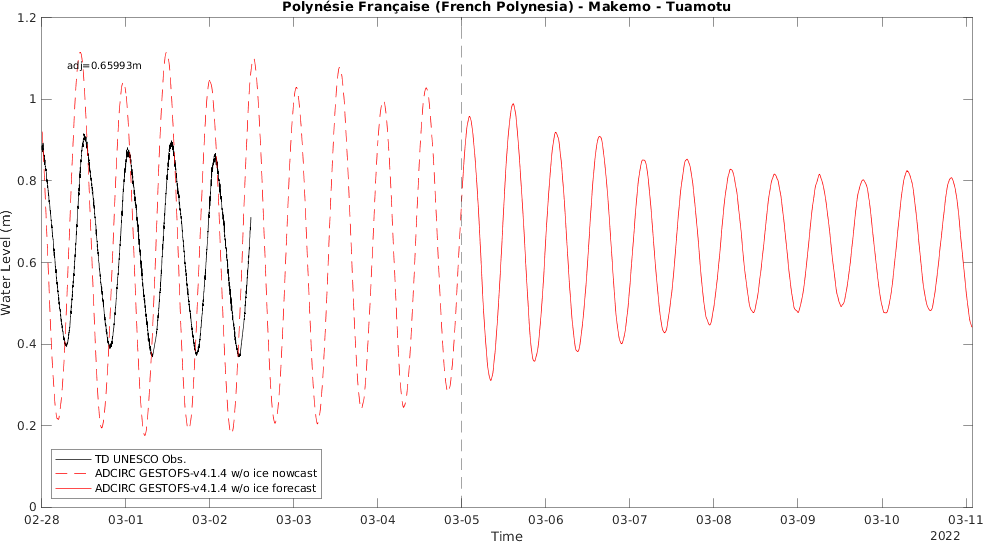 Polynésie Française (French Polynesia) - Makemo - Tuamotu
1.2
adj=0.65993m
1
0.8
Water Level (m)
0.6
0.4
0.2
TD UNESCO Obs.
ADCIRC GESTOFS-v4.1.4 w/o ice nowcast
ADCIRC GESTOFS-v4.1.4 w/o ice forecast
0
02-28 03-01 03-02 03-03 03-04 03-05 03-06 03-07 03-08 03-09 03-10 03-11
Time
2022